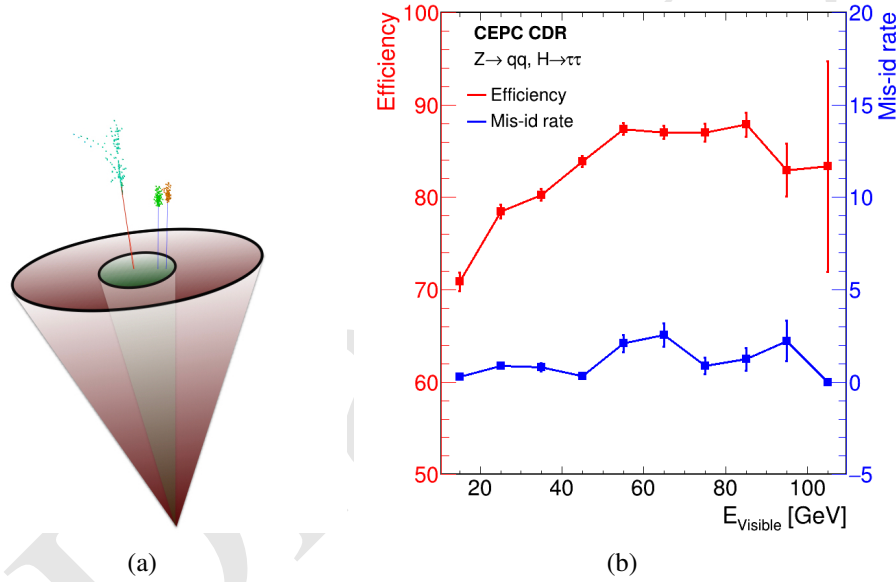 CEPC CDR
Z→ qq, H→ττ
Efficiency
Mis-id rate
Efficiency
Mis-id rate
100
90
80
70
60
50
20
15
10
5
0
−5
20 40 60 80 100
E_Visible [GeV]
(a) (b)